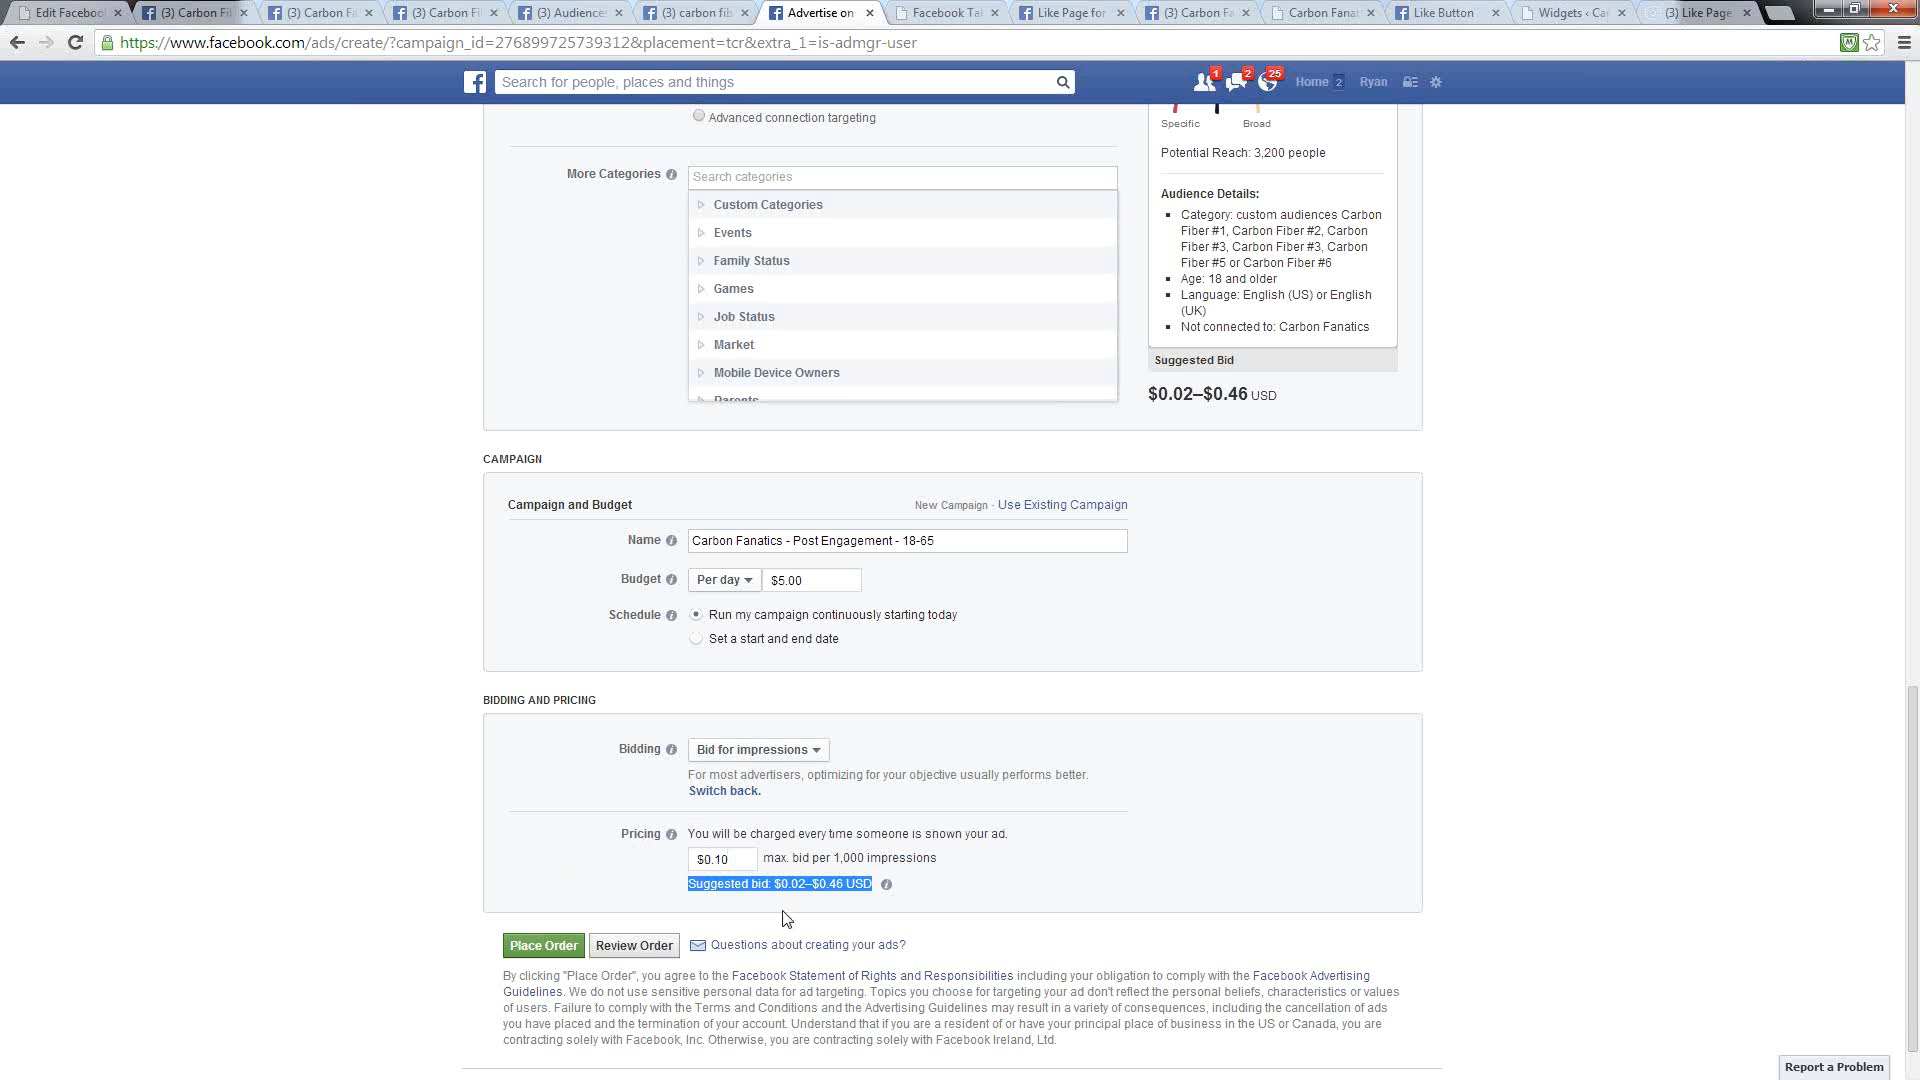 Edit Facebool
(3) Carbon Fil
(3) Carbon Fa
(3) Carbon Fi
(3) Audiences
(3) carbon fib
Advertise on
Facebook Tal
Like Page for
(3) Carbon Fa
Carbon Fanat
Like Button
Widgets ‹ Car
(3) Like Page
https://www.facebook.com/ads/create/?campaign_id=276899725739312&placement=tcr&extra_1=is-admgr-user
Search for people, places and things
1
2
25
Home 2
Ryan
Advanced connection targeting
Specific
Broad
Potential Reach: 3,200 people
More Categories
Search categories
Custom Categories
Events
Family Status
Games
Job Status
Market
Mobile Device Owners
Parents
Audience Details:
Category: custom audiences Carbon
Fiber #1, Carbon Fiber #2, Carbon
Fiber #3, Carbon Fiber #3, Carbon
Fiber #5 or Carbon Fiber #6
Age: 18 and older
Language: English (US) or English
(UK)
Not connected to: Carbon Fanatics
Suggested Bid
$0.02–$0.46 USD
CAMPAIGN
Campaign and Budget
New Campaign · Use Existing Campaign
Name
Carbon Fanatics - Post Engagement - 18-65
Budget
Per day
$5.00
Schedule
Run my campaign continuously starting today
Set a start and end date
BIDDING AND PRICING
Bidding
Bid for impressions
For most advertisers, optimizing for your objective usually performs better.
Switch back.
Pricing
You will be charged every time someone is shown your ad.
$0.10
max. bid per 1,000 impressions
Suggested bid: $0.02–$0.46 USD
Place Order
Review Order
Questions about creating your ads?
By clicking "Place Order", you agree to the Facebook Statement of Rights and Responsibilities including your obligation to comply with the Facebook Advertising
Guidelines. We do not use sensitive personal data for ad targeting. Topics you choose for targeting your ad don't reflect the personal beliefs, characteristics or values
of users. Failure to comply with the Terms and Conditions and the Advertising Guidelines may result in a variety of consequences, including the cancellation of ads
you have placed and the termination of your account. Understand that if you are a resident of or have your principal place of business in the US or Canada, you are
contracting solely with Facebook, Inc. Otherwise, you are contracting solely with Facebook Ireland, Ltd.
Report a Problem